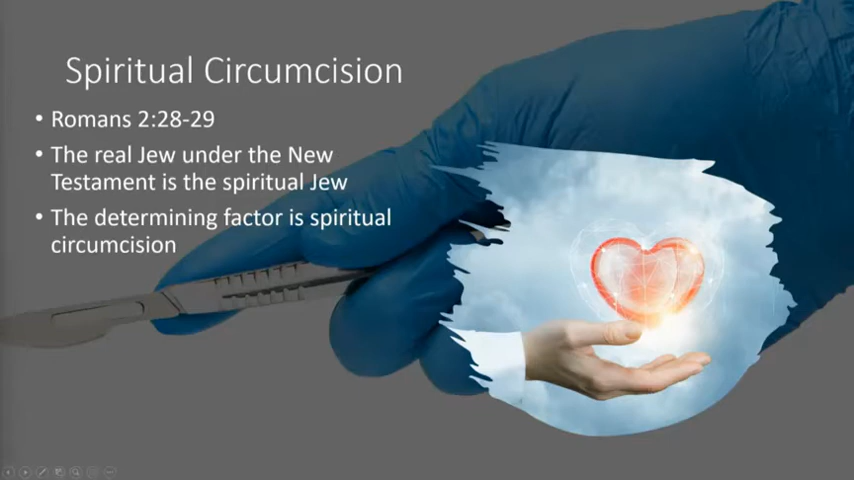 Spiritual Circumcision
• Romans 2:28-29
• The real Jew under the New
Testament is the spiritual Jew
• The determining factor is spiritual
circumcision